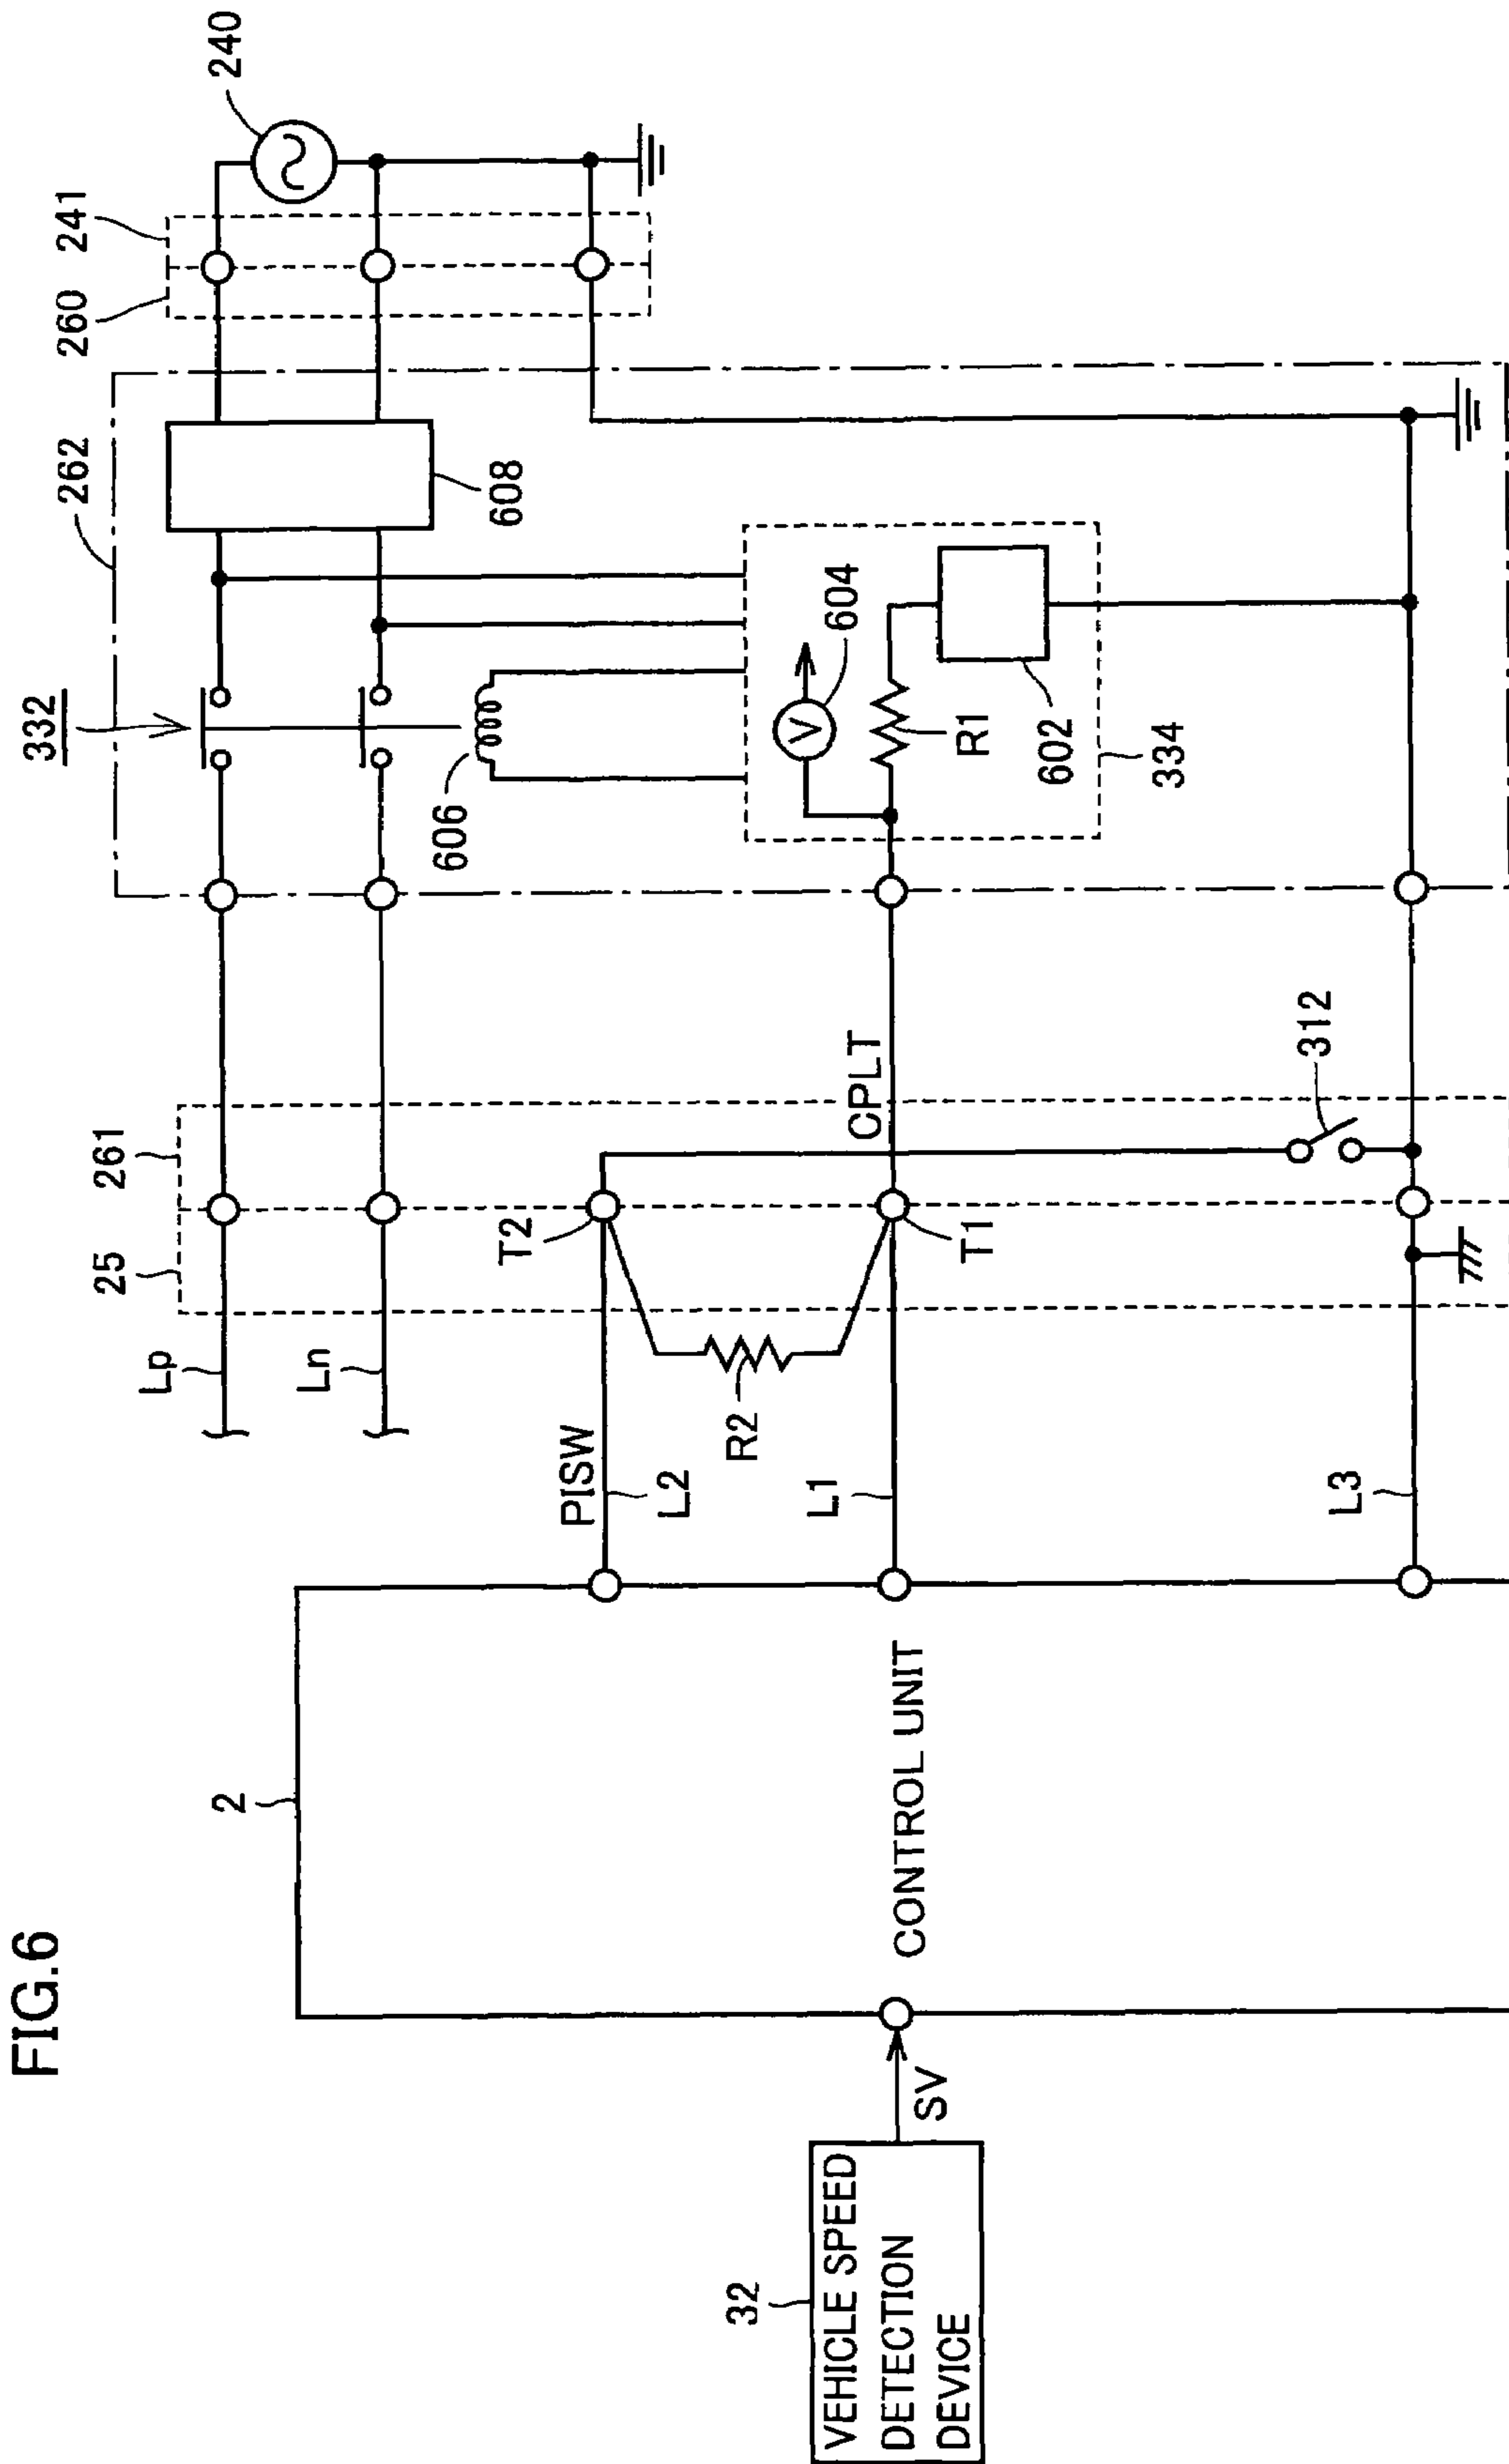 FIG.6
332
262
260
241
240
608
606
604
R1
602
334
25
261
Lp
Ln
T2
CPLT
312
T1
R2
PISW
L2
L1
L3
2
CONTROL UNIT
SV
32
VEHICLE SPEED
DETECTION
DEVICE
V